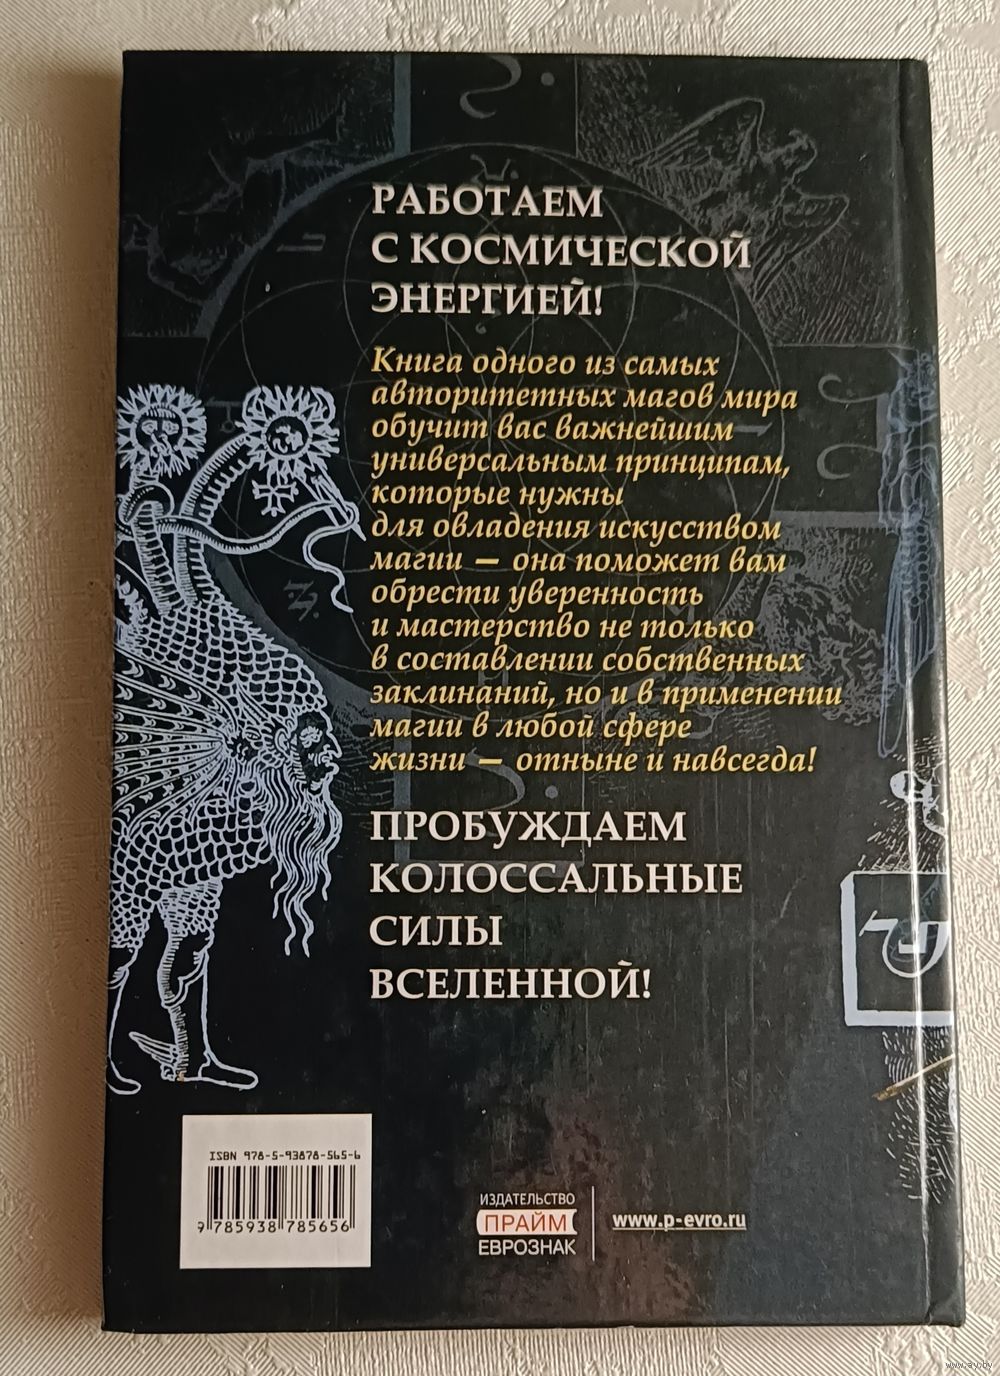 РАБОТАЕМ
С КОСМИЧЕСКОЙ
ЭНЕРГИЕЙ!
Книга одного из самых
авторитетных магов мира
обучит вас важнейшим
универсальным принципам,
которые нужны
для овладения искусством
магии — она поможет вам
обрести уверенность
и мастерство не только
в составлении собственных
заклинаний, но и в применении
магии в любой сфере
жизни — отныне и навсегда!
ПРОБУЖДАЕМ
КОЛОССАЛЬНЫЕ
СИЛЫ
ВСЕЛЕННОЙ!
ISBN 978-5-93878-565-6
9 785938 785656
ИЗДАТЕЛЬСТВО
ПРАЙМ
ЕВРОЗНАК
www.p-evro.ru
www.ay.by